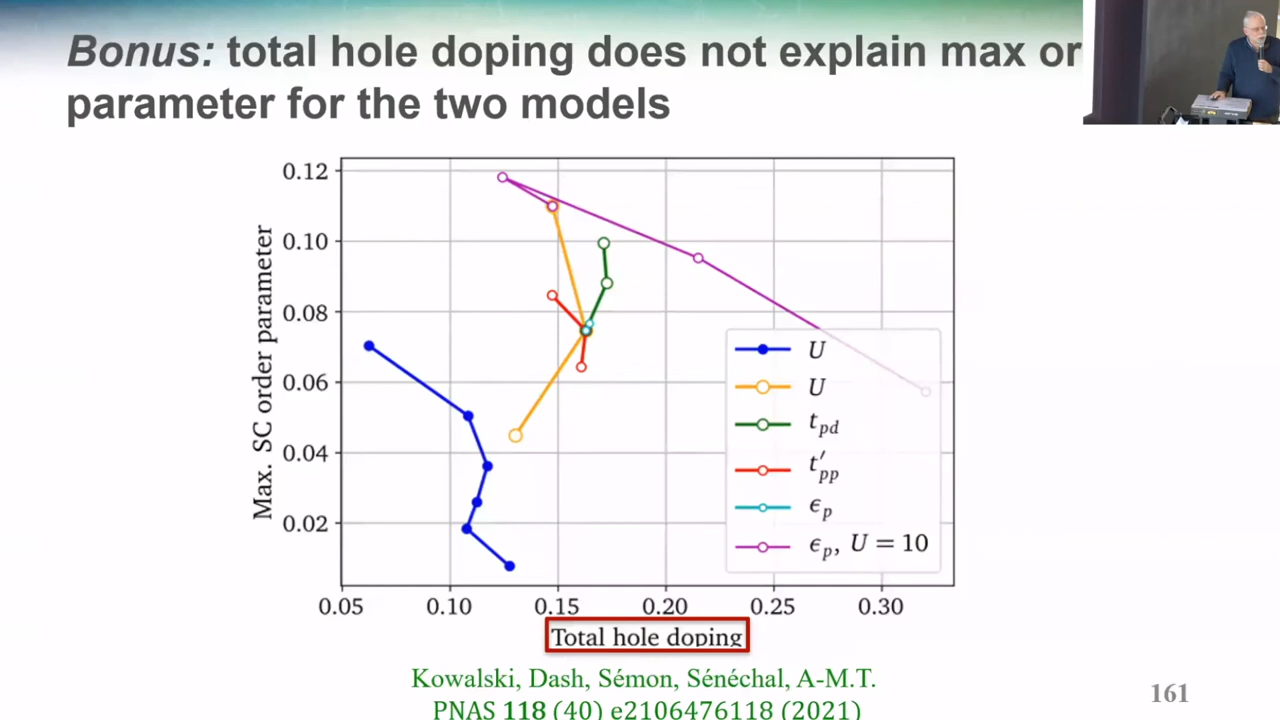 Bonus: total hole doping does not explain max or
parameter for the two models
0.12
0.10
0.08
0.06
0.04
0.02
Max. SC order parameter
U
U
t_pd
t′_pp
ϵ_p
ϵ_p, U = 10
0.05 0.10 0.15 0.20 0.25 0.30
Total hole doping
Kowalski, Dash, Sémon, Sénéchal, A-M.T.
PNAS 118 (40) e2106476118 (2021)
161